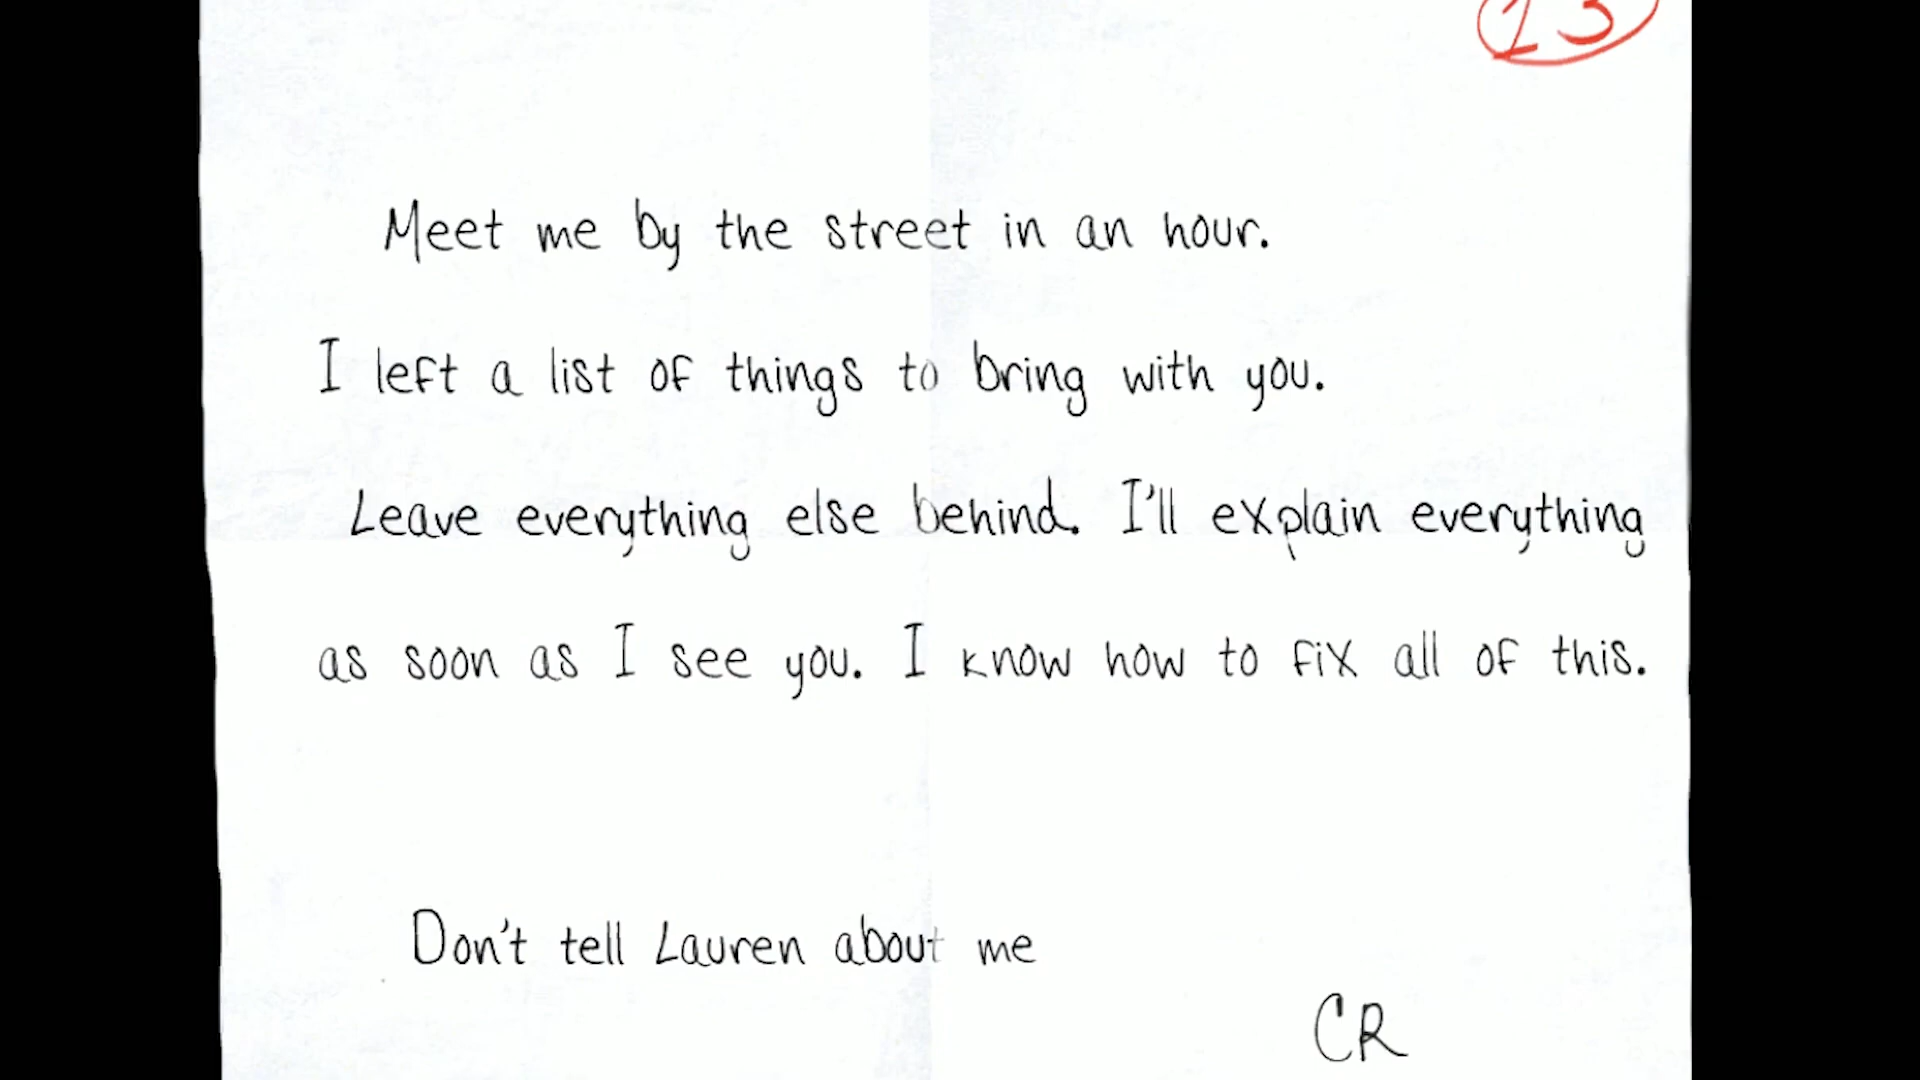 23
Meet me by the street in an hour.
I left a list of things to bring with you.
Leave everything else behind. I'll explain everything
as soon as I see you. I know how to fix all of this.
Don't tell Lauren about me
CR